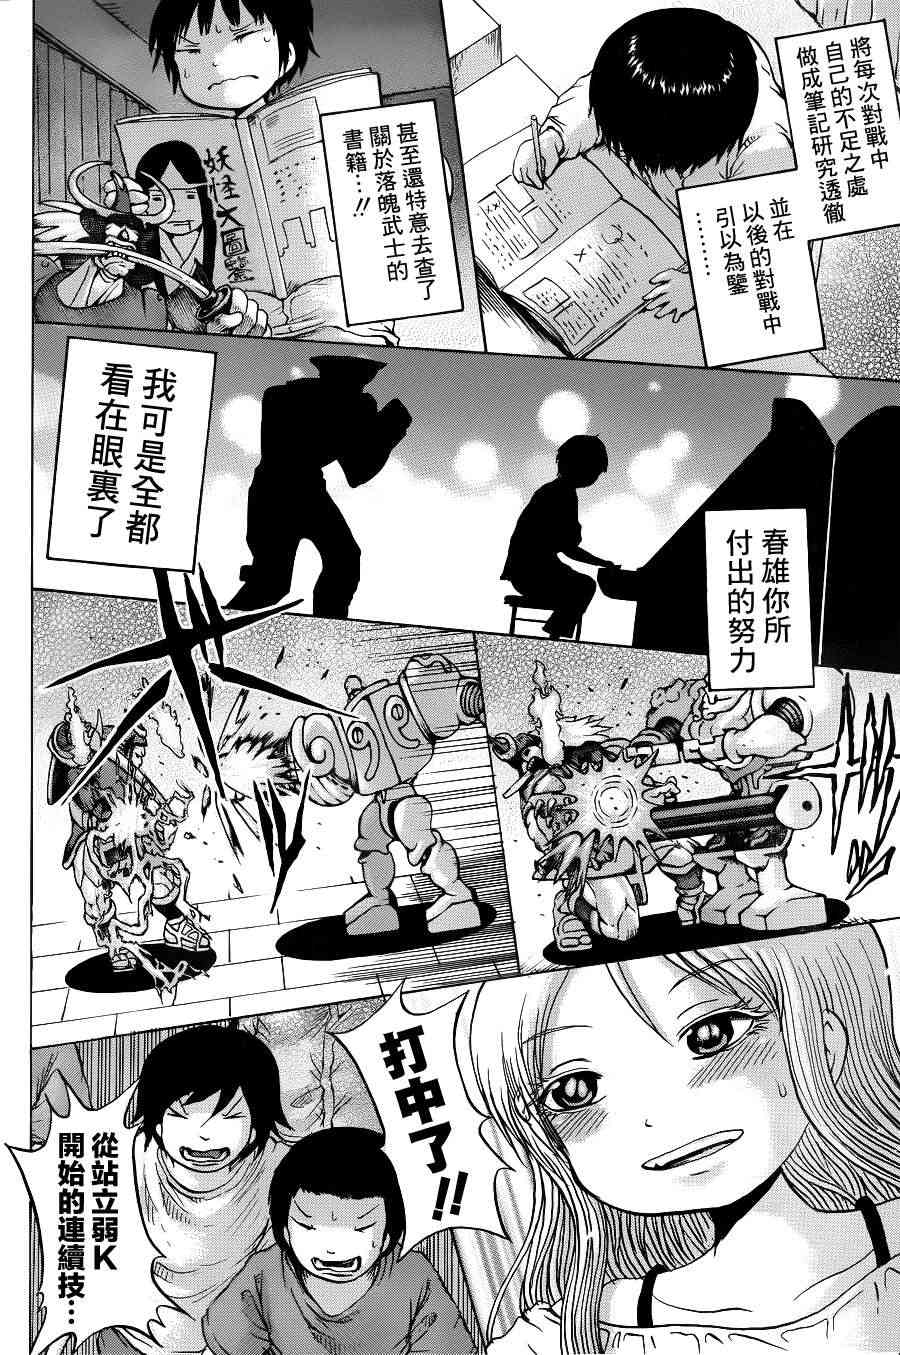 將每次對戰中
自己的不足之處
做成筆記研究透徹
並在
以後的對戰中
引以為鑒
……
甚至還特意去查了
關於落魄武士的
書籍…!!
妖怪大圖鑒
春雄你所
付出的努力
我可是全都
看在眼裏了
打中了!!
從站立弱K
開始的連續技…